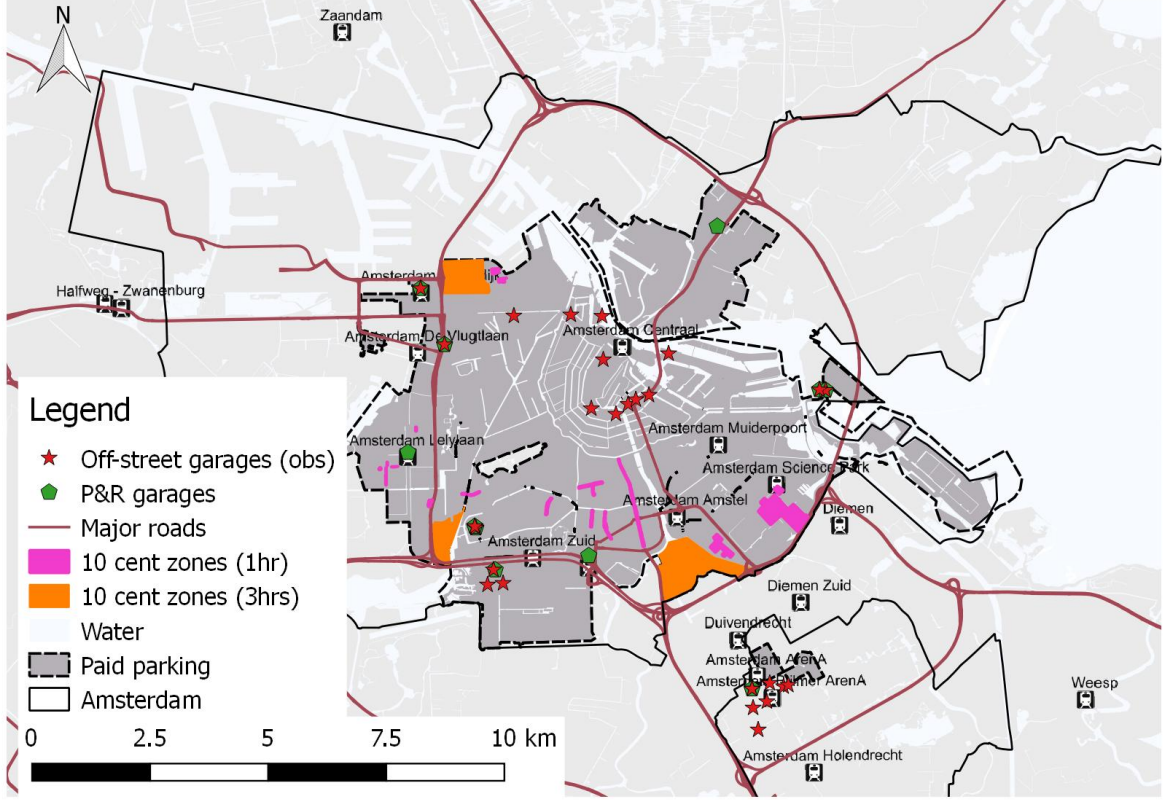 N
Zaandam
Halfweg - Zwanenburg
Amsterdam
Amsterdam De Vlugtlaan
Amsterdam Centraal
Amsterdam Lelylaan
Amsterdam Muiderpoort
Amsterdam Science Park
Amsterdam Amstel
Diemen
Amsterdam Zuid
Diemen Zuid
Duivendrecht
Amsterdam ArenA
ArenA
Weesp
Amsterdam Holendrecht
Legend
Off-street garages (obs)
P&R garages
Major roads
10 cent zones (1hr)
10 cent zones (3hrs)
Water
Paid parking
Amsterdam
0 2.5 5 7.5 10 km